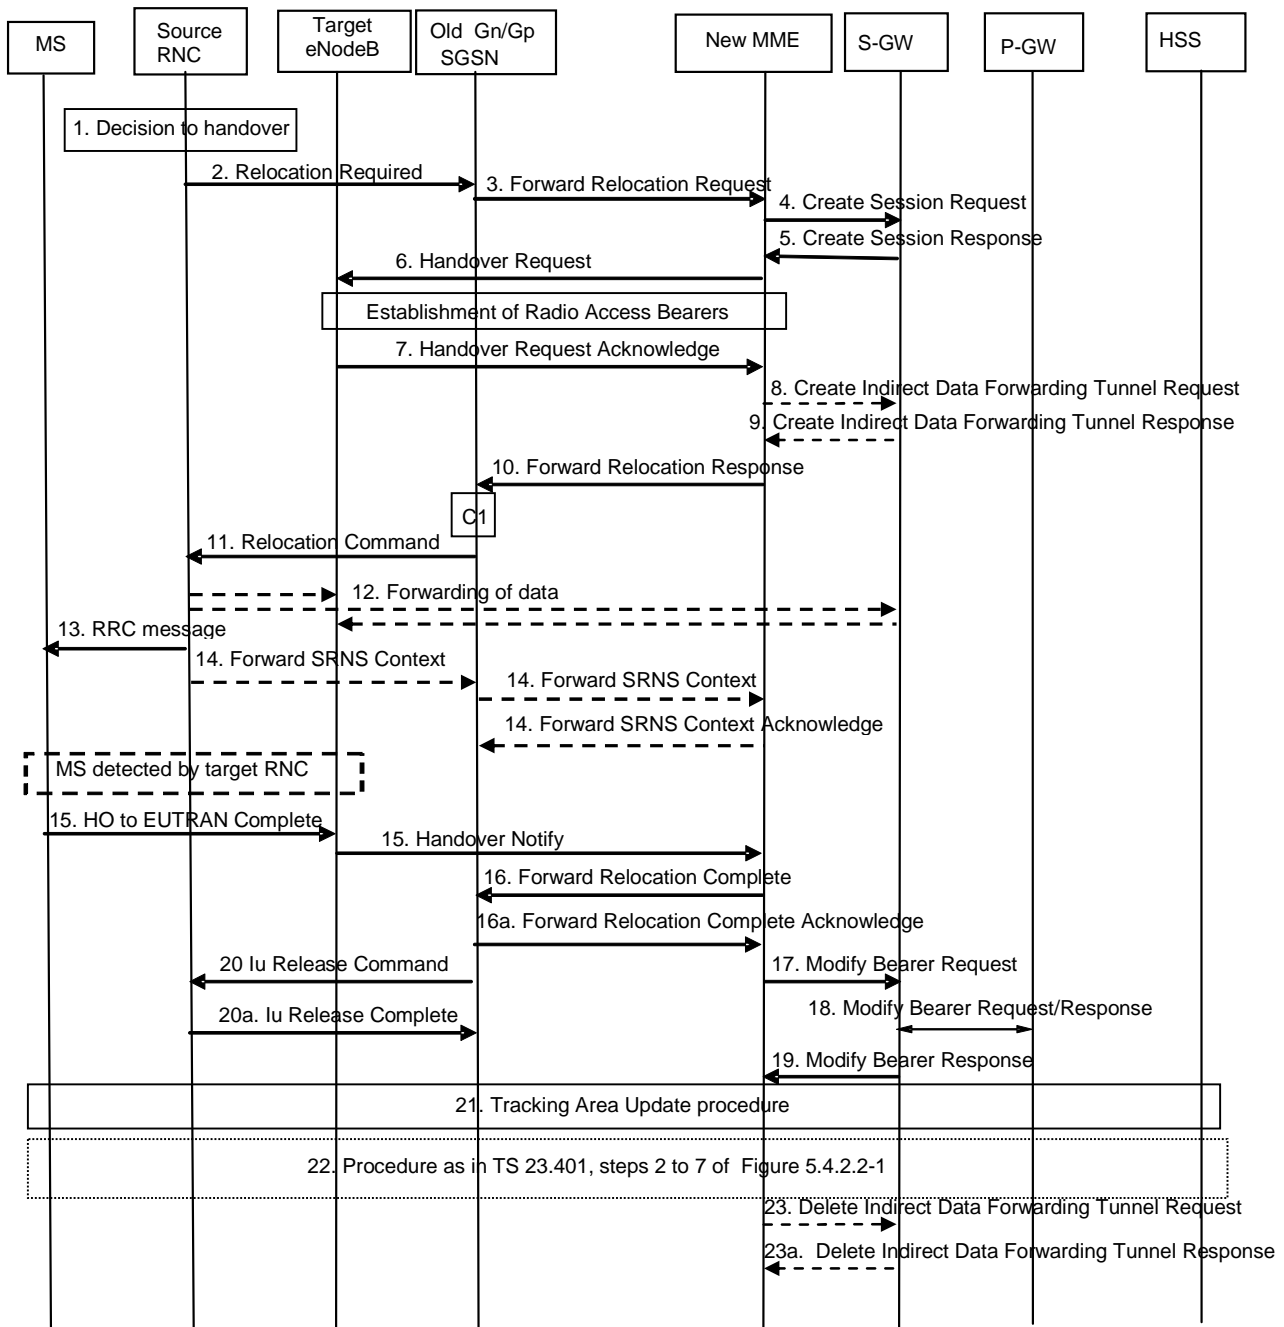 MS
Source
RNC
Target
eNodeB
Old Gn/Gp
SGSN
New MME
S-GW
P-GW
HSS
1. Decision to handover
2. Relocation Required
3. Forward Relocation Request
4. Create Session Request
5. Create Session Response
6. Handover Request
Establishment of Radio Access Bearers
7. Handover Request Acknowledge
8. Create Indirect Data Forwarding Tunnel Request
9. Create Indirect Data Forwarding Tunnel Response
10. Forward Relocation Response
C1
11. Relocation Command
12. Forwarding of data
13. RRC message
14. Forward SRNS Context
14. Forward SRNS Context
14. Forward SRNS Context Acknowledge
MS detected by target RNC
15. HO to EUTRAN Complete
15. Handover Notify
16. Forward Relocation Complete
16a. Forward Relocation Complete Acknowledge
20 Iu Release Command
17. Modify Bearer Request
18. Modify Bearer Request/Response
20a. Iu Release Complete
19. Modify Bearer Response
21. Tracking Area Update procedure
22. Procedure as in TS 23.401, steps 2 to 7 of Figure 5.4.2.2-1
23. Delete Indirect Data Forwarding Tunnel Request
23a. Delete Indirect Data Forwarding Tunnel Response